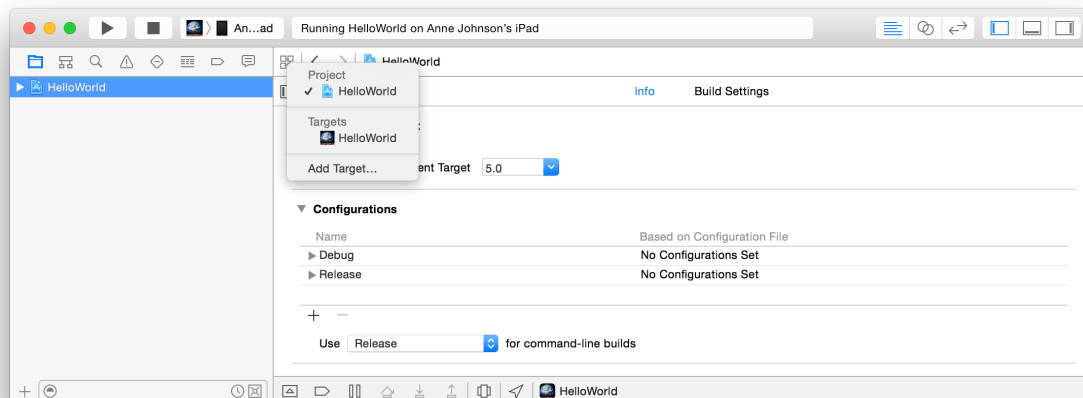 An...ad
Running HelloWorld on Anne Johnson's iPad
HelloWorld
HelloWorld
Project
✓ HelloWorld
Info
Build Settings
Targets
HelloWorld
Add Target...
ent Target
5.0
Configurations
Name
Based on Configuration File
Debug
No Configurations Set
Release
No Configurations Set
Use
Release
for command-line builds
HelloWorld